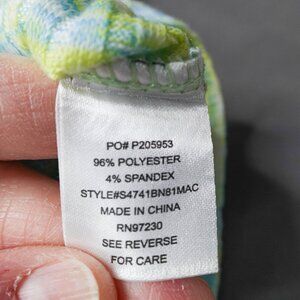 PO# P205953
96% POLYESTER
4% SPANDEX
STYLE#S4741BN81MAC
MADE IN CHINA
RN97230
SEE REVERSE
FOR CARE